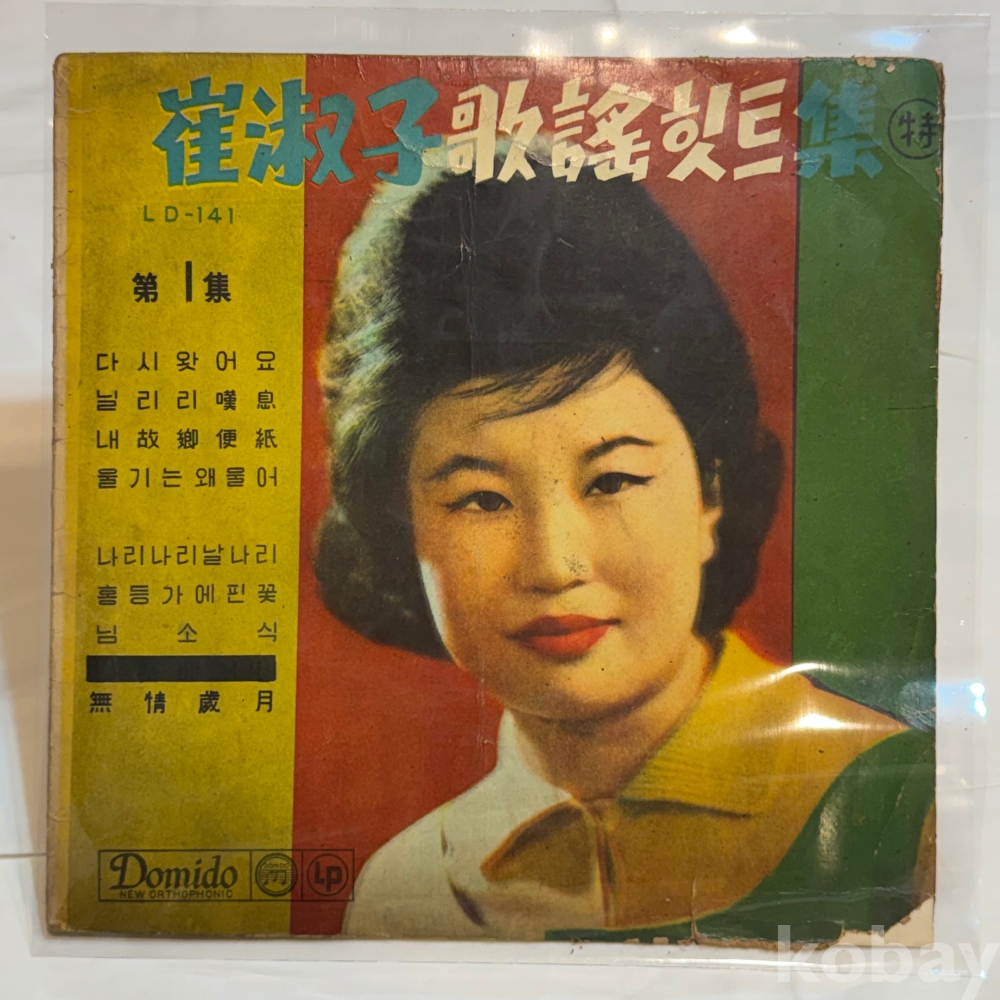 崔淑子歌謠힛트集 ㊕
LD-141
第1集
다시왓어요
닐리리嘆息
내故鄕便紙
울기는왜울어
나리나리날나리
홍등가에핀꽃
님소식
無情歲月
Domido
NEW ORTHOPHONIC
LP
kobay